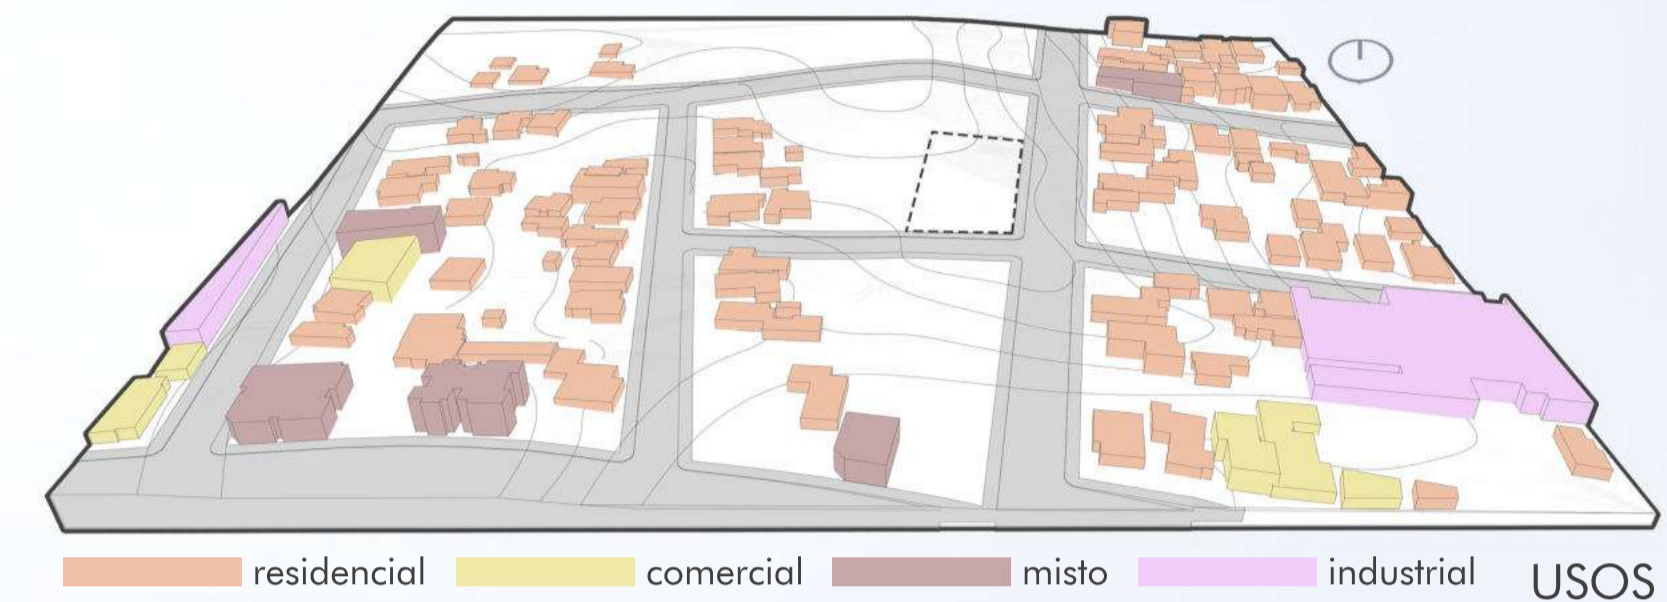 residencial
comercial
misto
industrial
USOS